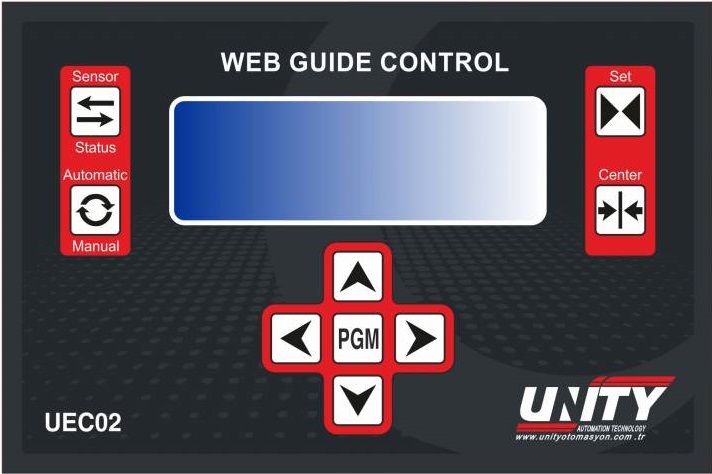 WEB GUIDE CONTROL
Sensor
Status
Automatic
Manual
Set
Center
PGM
UEC02
UNITY
AUTOMATION TECHNOLOGY
www.unityotomasyon.com .tr